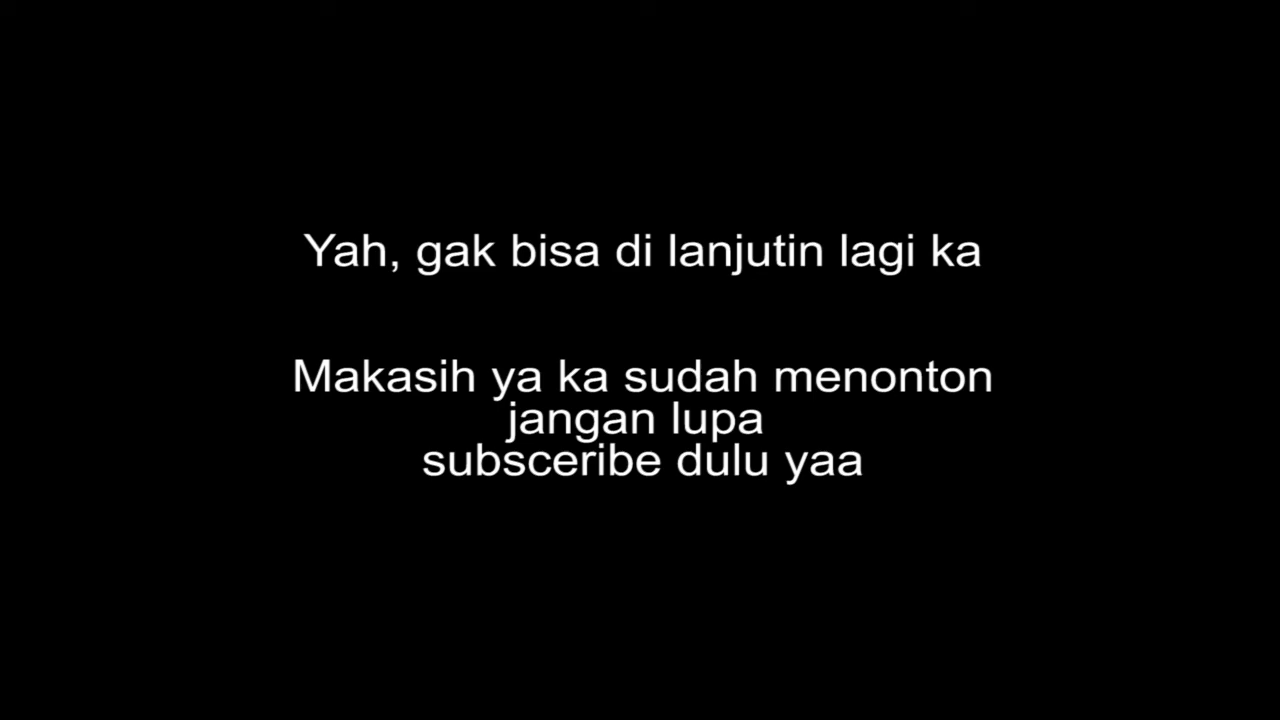 Yah, gak bisa di lanjutin lagi ka
Makasih ya ka sudah menonton
jangan lupa
subsceribe dulu yaa